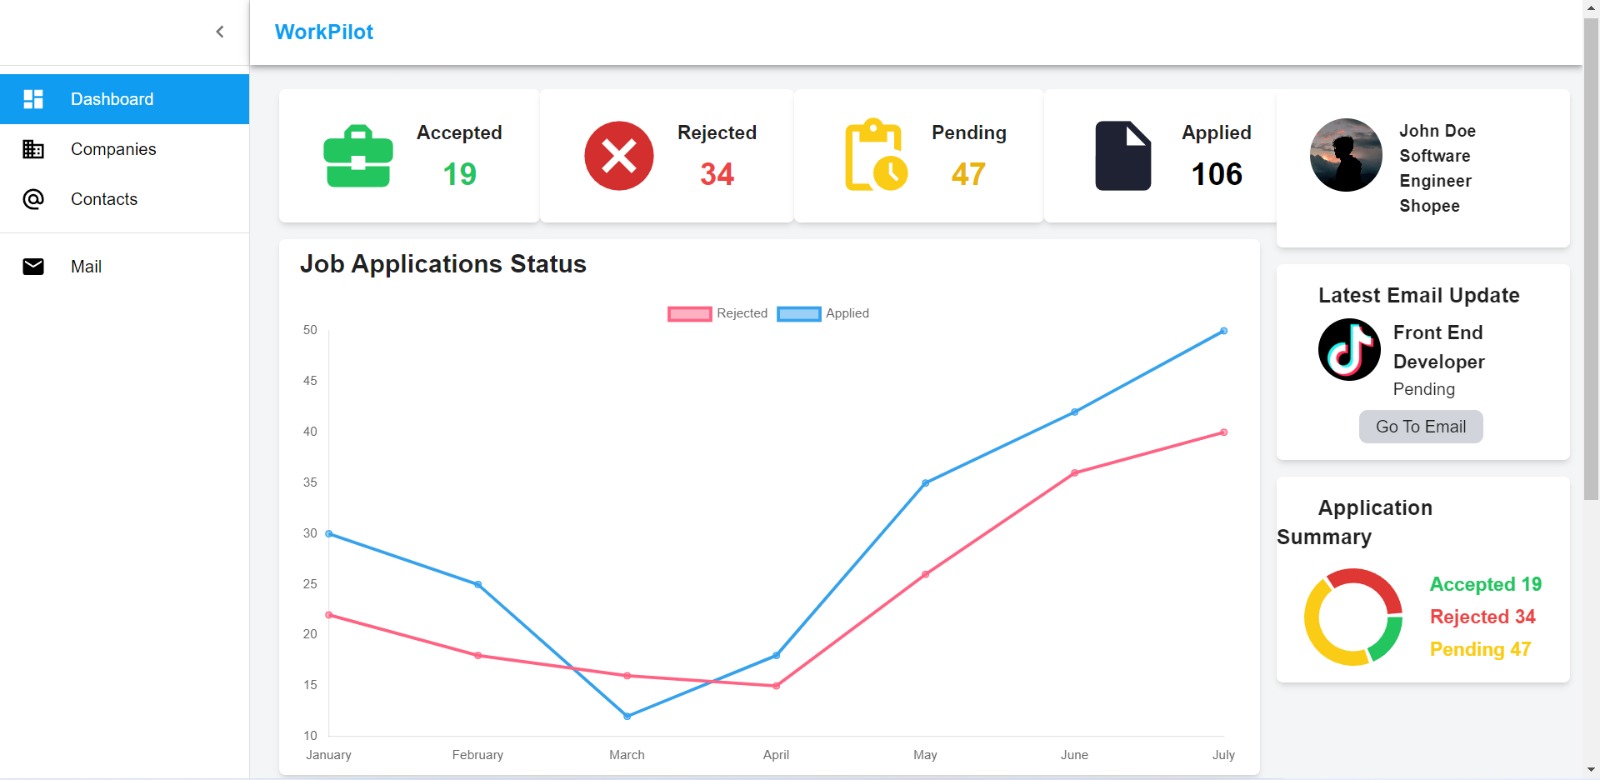 WorkPilot
Dashboard
Companies
Contacts
Mail
Accepted
19
Rejected
34
Pending
47
Applied
106
John Doe
Software
Engineer
Shopee
Job Applications Status
Rejected
Applied
50
45
40
35
30
25
20
15
10
January
February
March
April
May
June
July
Latest Email Update
Front End
Developer
Pending
Go To Email
Application
Summary
Accepted 19
Rejected 34
Pending 47